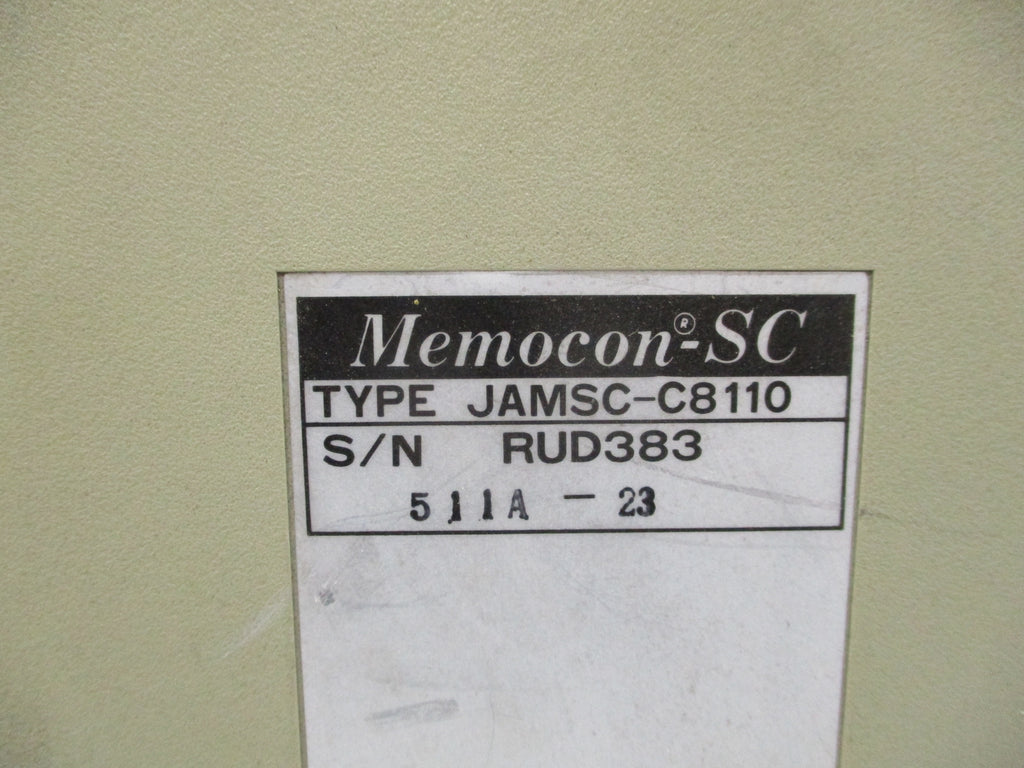 Memocon®-SC
TYPE JAMSC-C8110
S/N RUD383
511A - 23